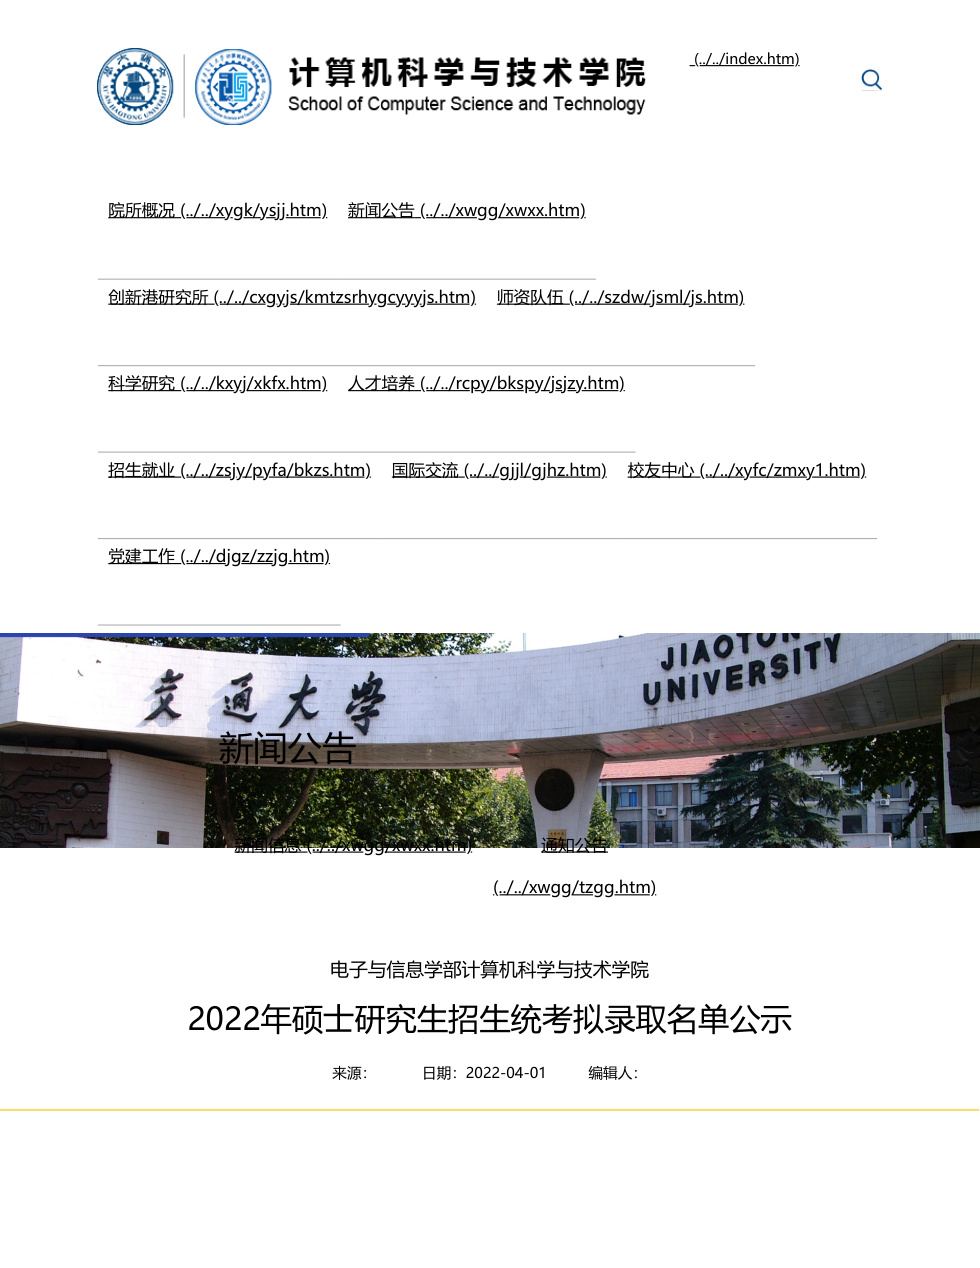 计算机科学与技术学院
School of Computer Science and Technology
(../../index.htm)
院所概况 (../../xygk/ysjj.htm) 新闻公告 (../../xwgg/xwxx.htm)
创新港研究所 (../../cxgyjs/kmtzsrhygcyyyjs.htm) 师资队伍 (../../szdw/jsml/js.htm)
科学研究 (../../kxyj/xkfx.htm) 人才培养 (../../rcpy/bkspy/jsjzy.htm)
招生就业 (../../zsjy/pyfa/bkzs.htm) 国际交流 (../../gjjl/gjhz.htm) 校友中心 (../../xyfc/zmxy1.htm)
党建工作 (../../djgz/zzjg.htm)
交通大学
UNIVERSITY
新闻公告
新闻信息 (../../xwgg/xwxx.htm) 通知公告
(../../xwgg/tzgg.htm)
电子与信息学部计算机科学与技术学院
2022年硕士研究生招生统考拟录取名单公示
来源： 日期：2022-04-01 编辑人：